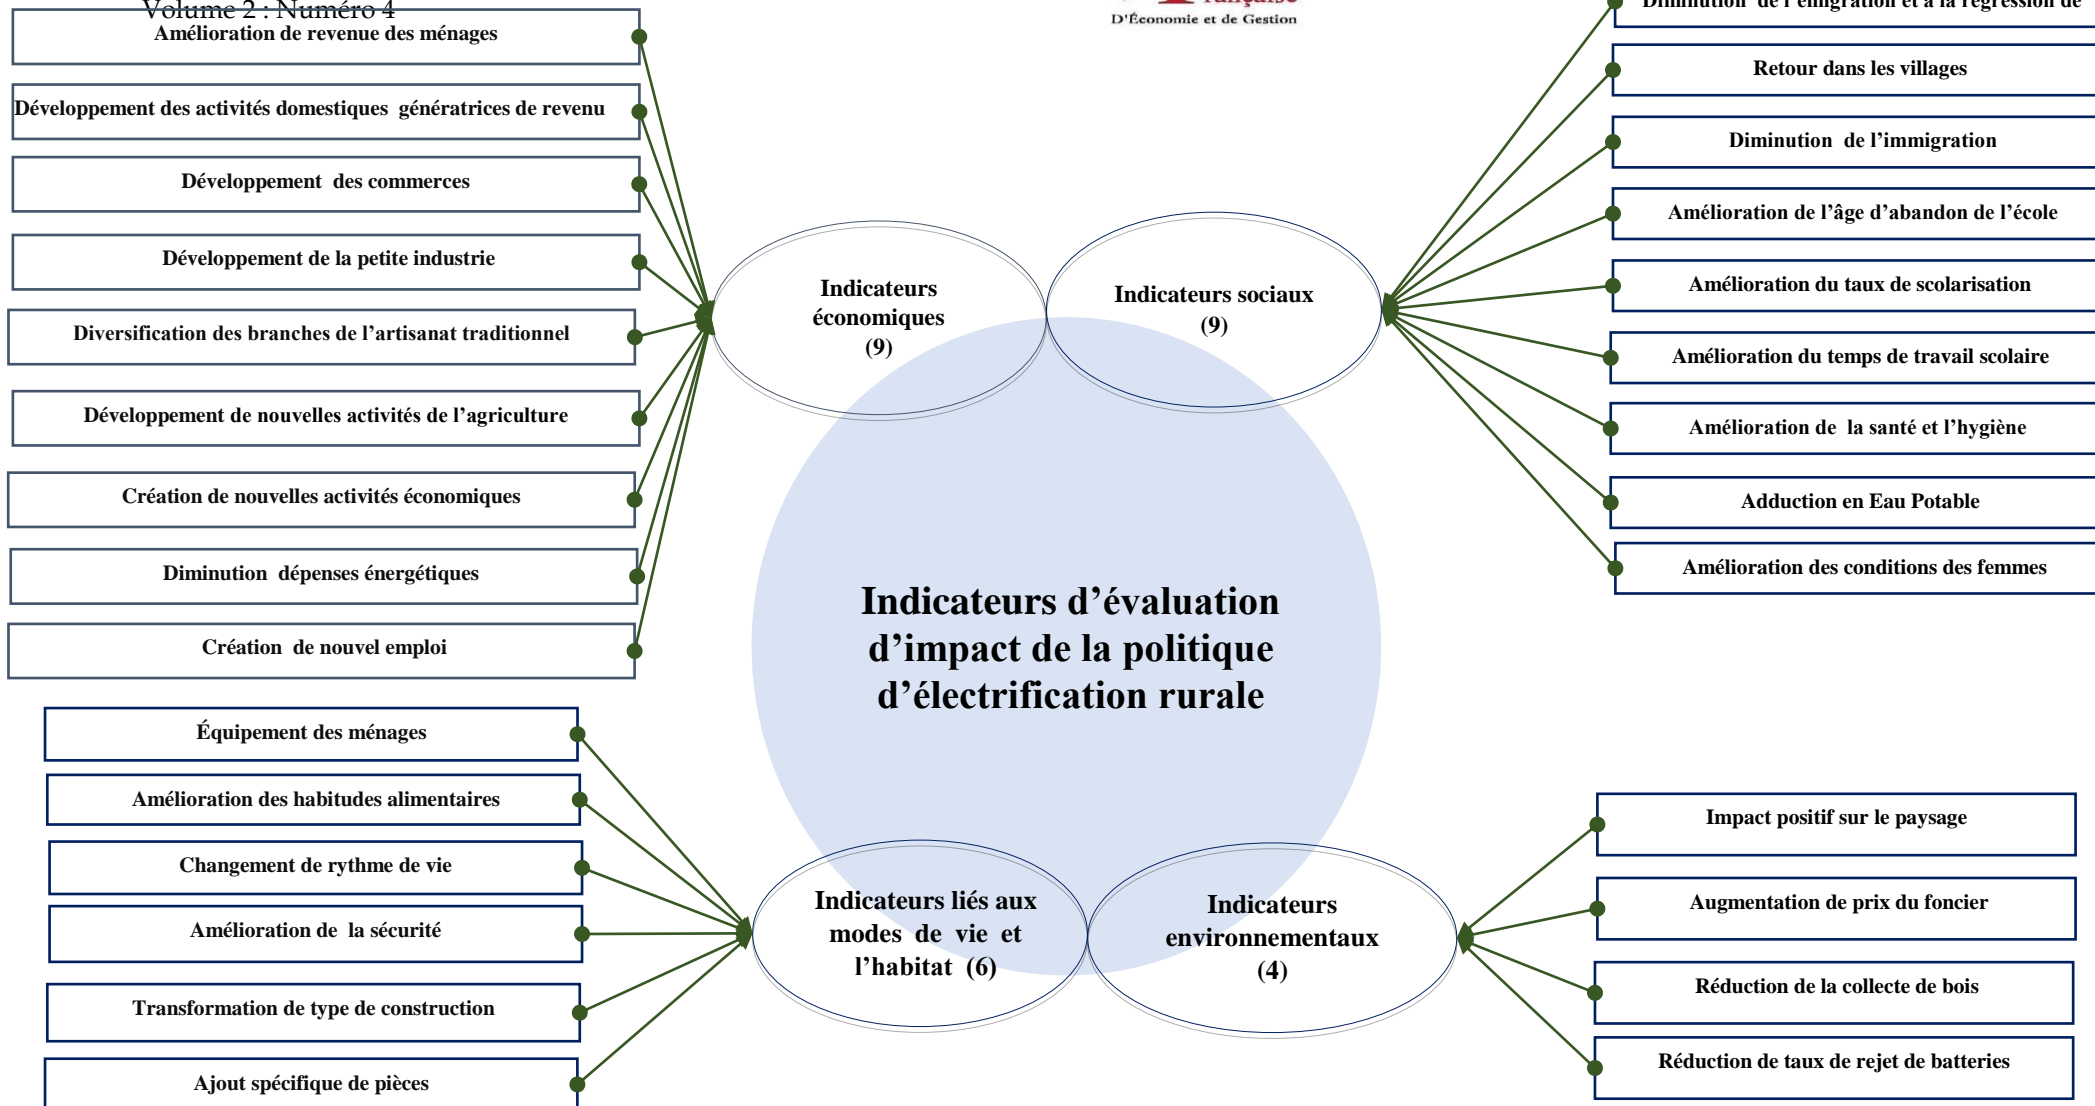 Volume 2 : Numéro 4
française
D'Économie et de Gestion
Amélioration de revenue des ménages
Développement des activités domestiques génératrices de revenu
Développement des commerces
Développement de la petite industrie
Diversification des branches de l’artisanat traditionnel
Développement de nouvelles activités de l’agriculture
Création de nouvelles activités économiques
Diminution dépenses énergétiques
Création de nouvel emploi
Indicateurs
économiques
(9)
Indicateurs sociaux
(9)
Diminution de l’émigration et à la régression de
Retour dans les villages
Diminution de l’immigration
Amélioration de l’âge d’abandon de l’école
Amélioration du taux de scolarisation
Amélioration du temps de travail scolaire
Amélioration de la santé et l’hygiène
Adduction en Eau Potable
Amélioration des conditions des femmes
Indicateurs d’évaluation
d’impact de la politique
d’électrification rurale
Équipement des ménages
Amélioration des habitudes alimentaires
Changement de rythme de vie
Amélioration de la sécurité
Transformation de type de construction
Ajout spécifique de pièces
Indicateurs liés aux
modes de vie et
l’habitat (6)
Indicateurs
environnementaux
(4)
Impact positif sur le paysage
Augmentation de prix du foncier
Réduction de la collecte de bois
Réduction de taux de rejet de batteries